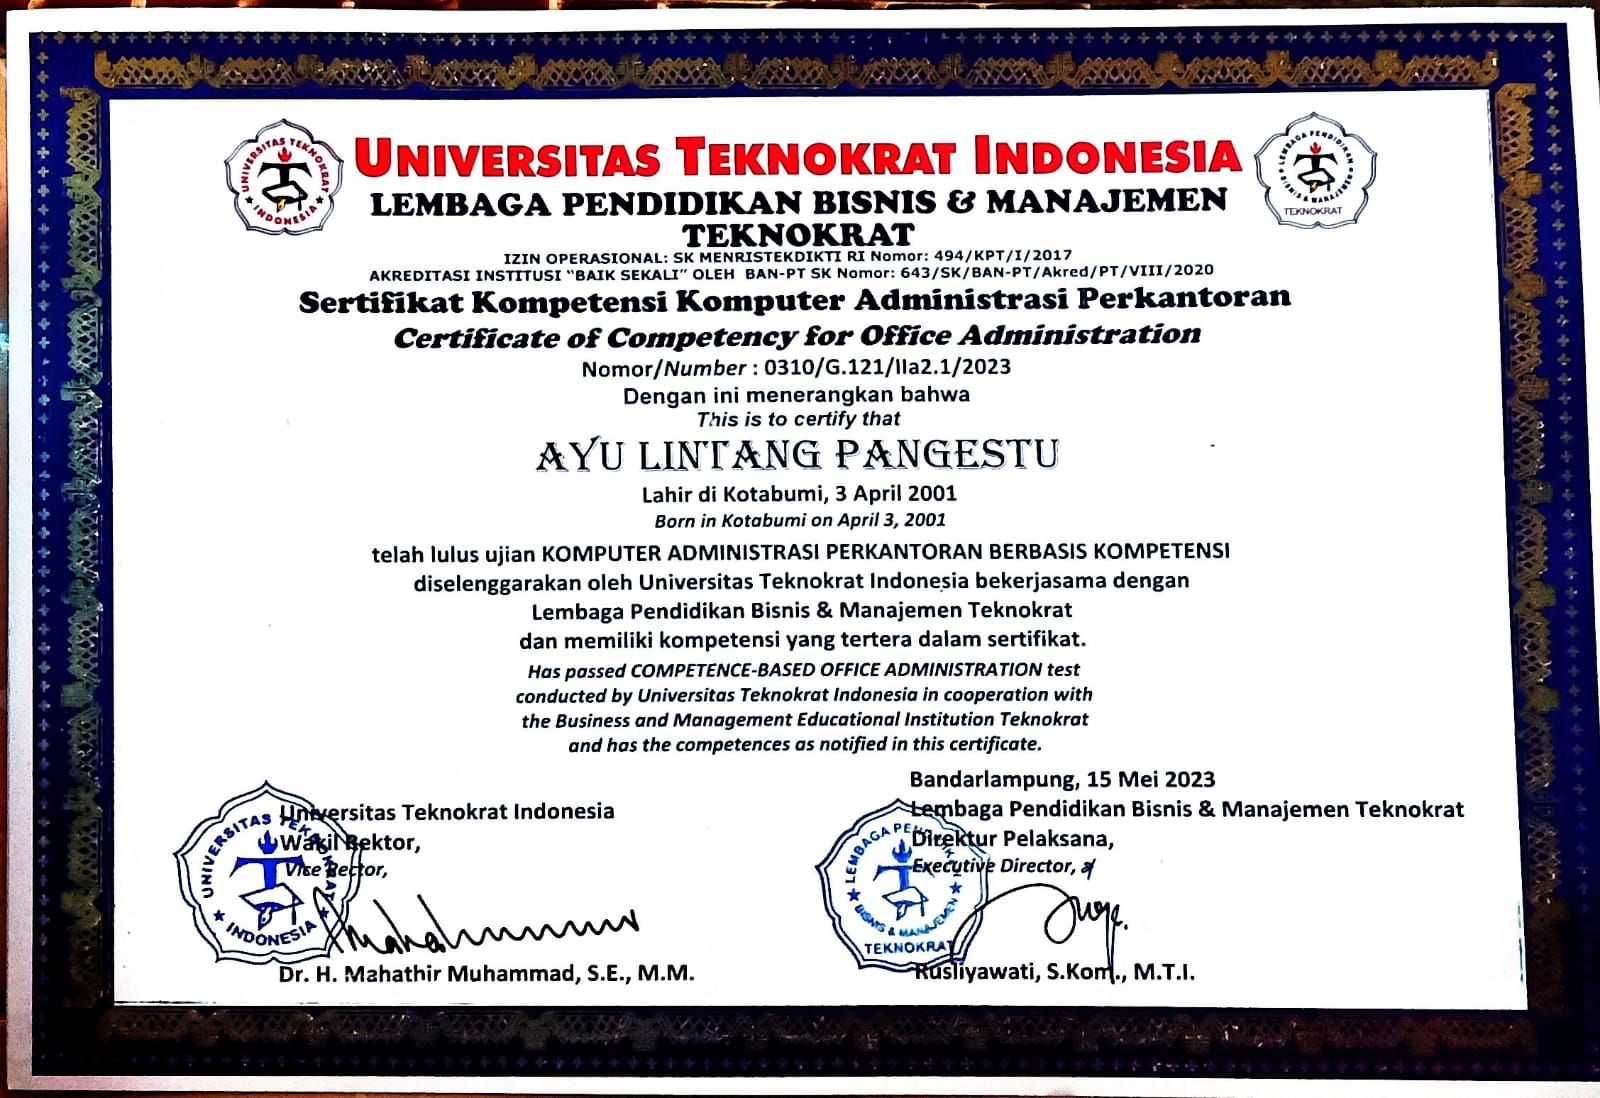 UNIVERSITAS TEKNOKRAT INDONESIA
LEMBAGA PENDIDIKAN BISNIS & MANAJEMEN
TEKNOKRAT
IZIN OPERASIONAL: SK MENRISTEKDIKTI RI Nomor: 494/KPT/I/2017
AKREDITASI INSTITUSI "BAIK SEKALI" OLEH BAN-PT SK Nomor: 643/SK/BAN-PT/Akred/PT/VIII/2020
Sertifikat Kompetensi Komputer Administrasi Perkantoran
Certificate of Competency for Office Administration
Nomor/Number : 0310/G.121/IIa2.1/2023
Dengan ini menerangkan bahwa
This is to certify that
AYU LINTANG PANGESTU
Lahir di Kotabumi, 3 April 2001
Born in Kotabumi on April 3, 2001
telah lulus ujian KOMPUTER ADMINISTRASI PERKANTORAN BERBASIS KOMPETENSI
diselenggarakan oleh Universitas Teknokrat Indonesia bekerjasama dengan
Lembaga Pendidikan Bisnis & Manajemen Teknokrat
dan memiliki kompetensi yang tertera dalam sertifikat.
Has passed COMPETENCE-BASED OFFICE ADMINISTRATION test
conducted by Universitas Teknokrat Indonesia in cooperation with
the Business and Management Educational Institution Teknokrat
and has the competences as notified in this certificate.
Universitas Teknokrat Indonesia
Wakil Rektor,
Vice Rector,
Dr. H. Mahathir Muhammad, S.E., M.M.
Bandarlampung, 15 Mei 2023
Lembaga Pendidikan Bisnis & Manajemen Teknokrat
Direktur Pelaksana,
Executive Director,
Rusliyawati, S.Kom., M.T.I.
UNIVERSITAS TEKNOKRAT
INDONESIA
LEMBAGA PENDIDIKAN
BISNIS & MANAJEMEN
TEKNOKRAT
UNIVERSITAS TEKNOKRAT
INDONESIA
LEMBAGA PENDIDIKAN
BISNIS & MANAJEMEN
TEKNOKRAT